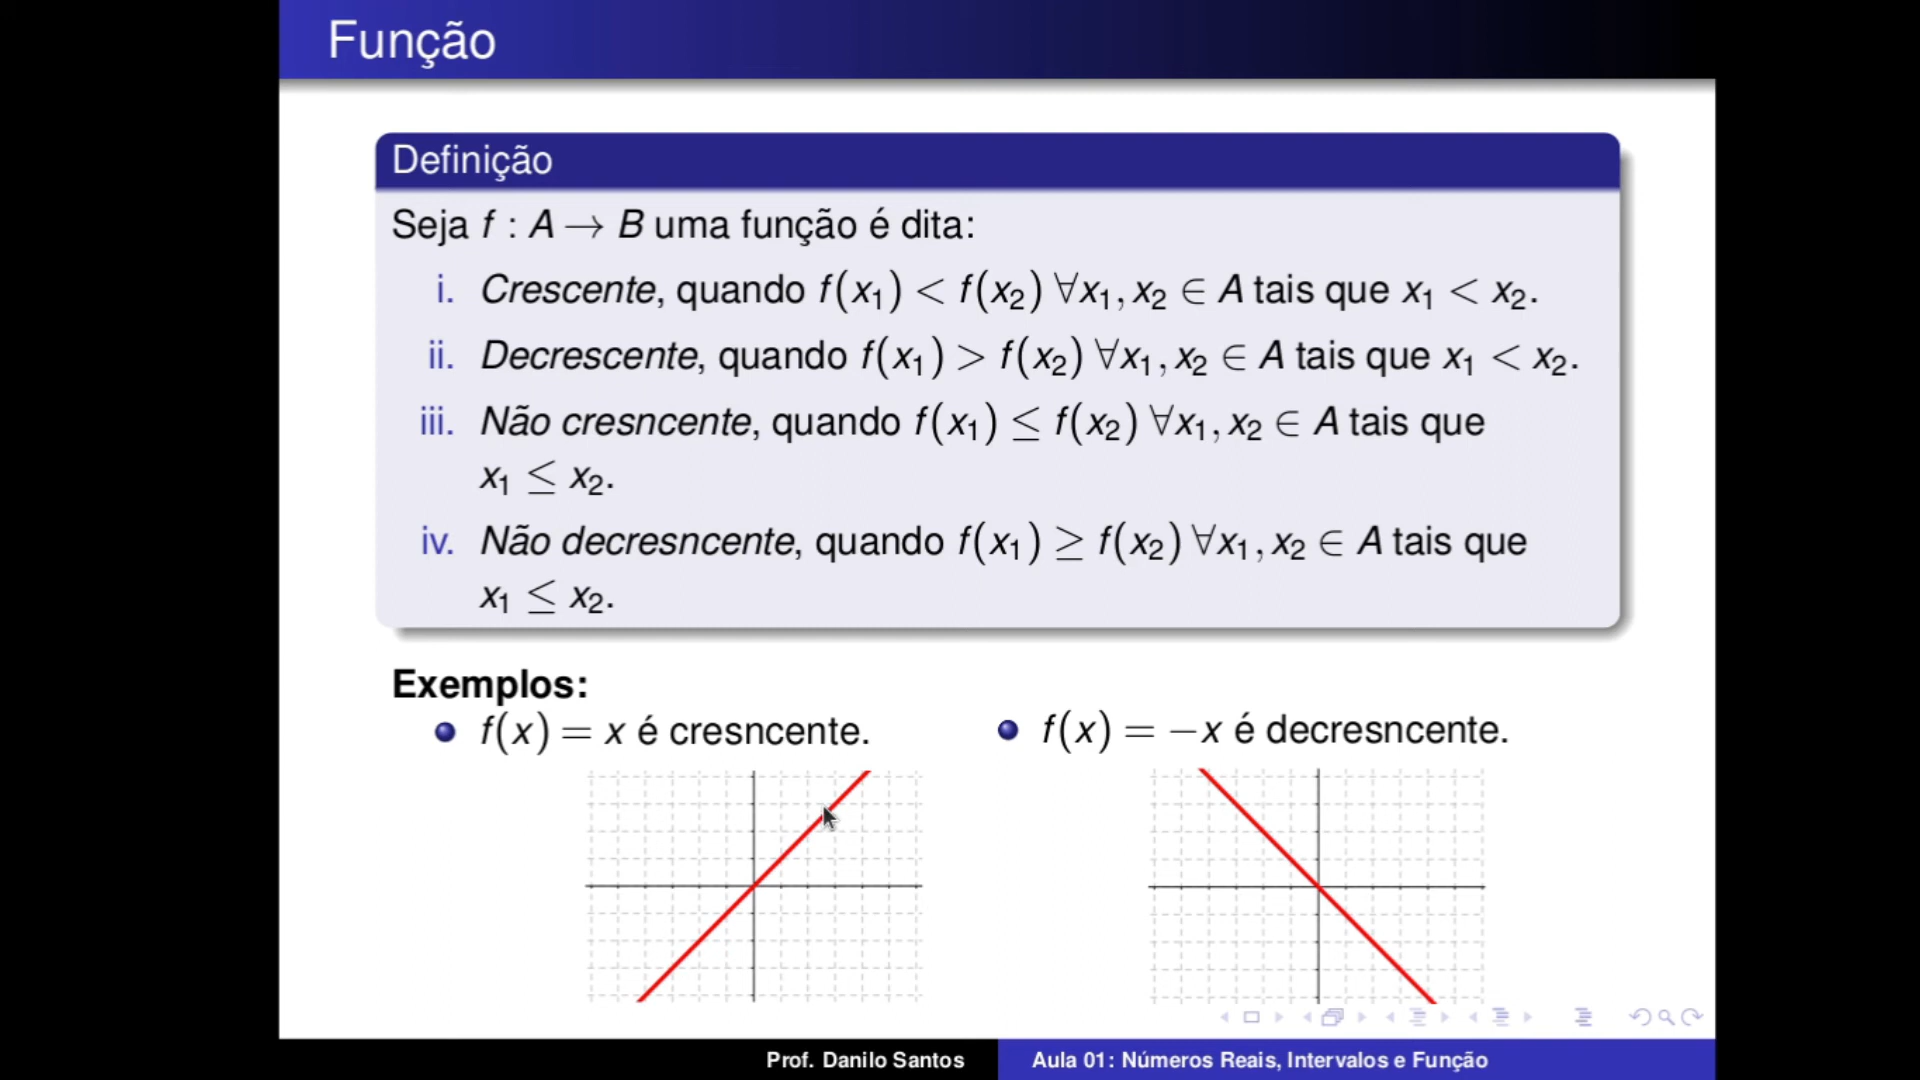 Função
Definição
Seja f : A → B uma função é dita:
i. Crescente, quando f(x₁) < f(x₂) ∀x₁, x₂ ∈ A tais que x₁ < x₂.
ii. Decrescente, quando f(x₁) > f(x₂) ∀x₁, x₂ ∈ A tais que x₁ < x₂.
iii. Não cresncente, quando f(x₁) ≤ f(x₂) ∀x₁, x₂ ∈ A tais que
x₁ ≤ x₂.
iv. Não decresncente, quando f(x₁) ≥ f(x₂) ∀x₁, x₂ ∈ A tais que
x₁ ≤ x₂.
Exemplos:
f(x) = x é cresncente.
f(x) = −x é decresncente.
Prof. Danilo Santos
Aula 01: Números Reais, Intervalos e Função